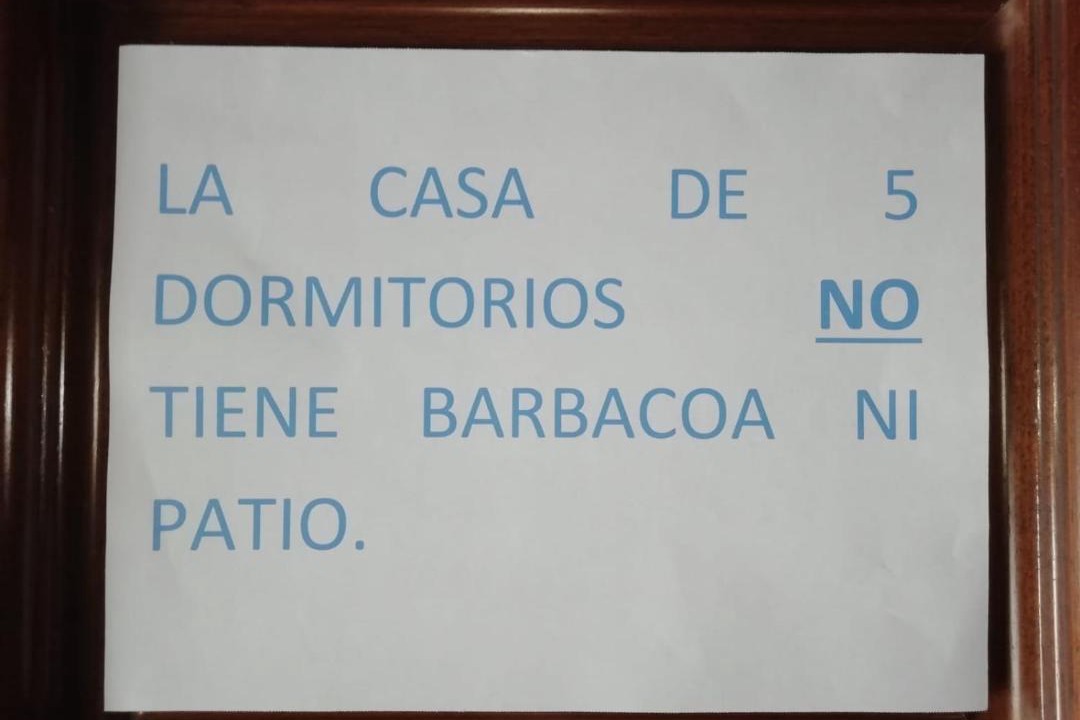 LA CASA DE 5
DORMITORIOS NO
TIENE BARBACOA NI
PATIO.